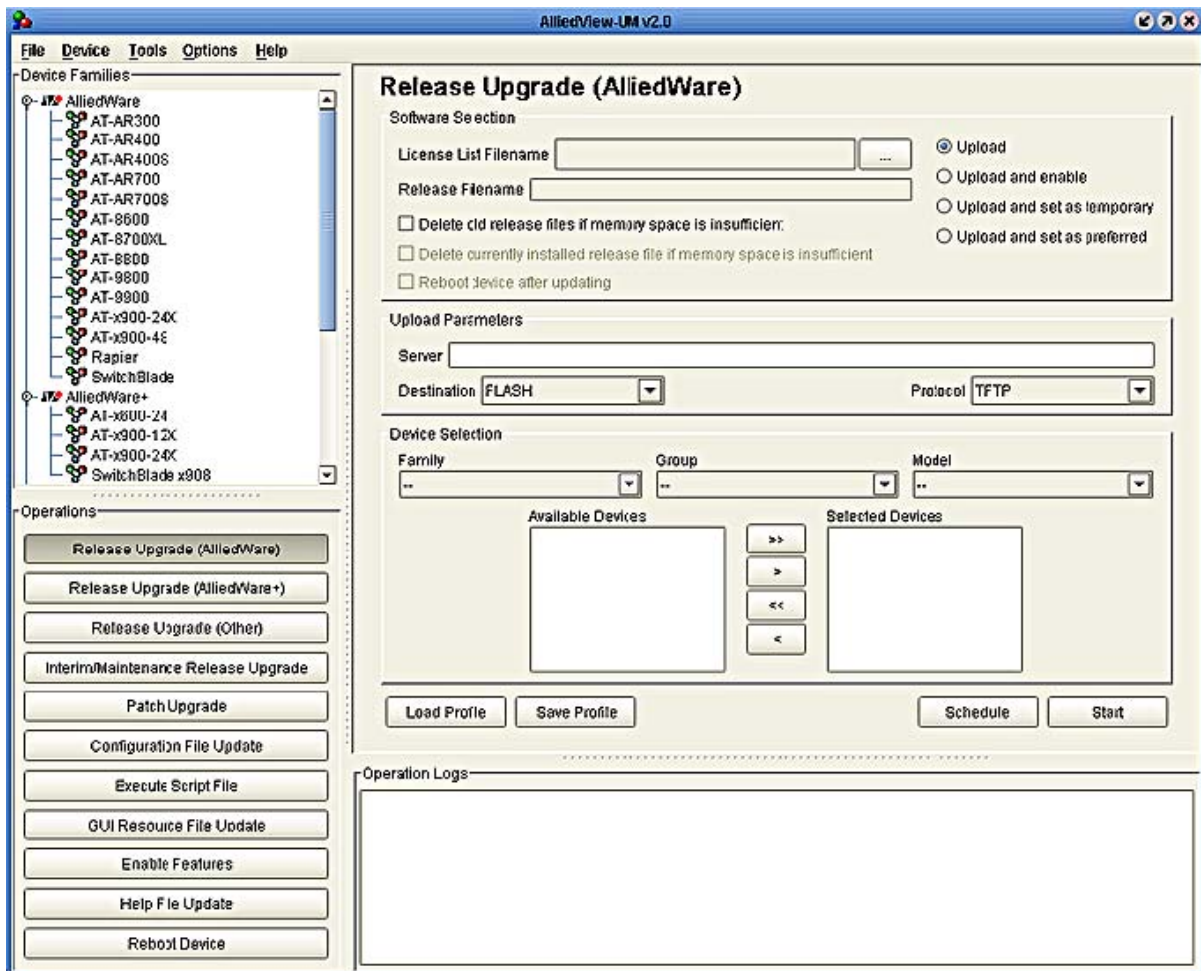 AlliedView-UM v2.0
File Device Tools Options Help
Device Families
AlliedWare
AT-AR300
AT-AR400
AT-AR400S
AT-AR700
AT-AR700S
AT-8600
AT-8700XL
AT-8800
AT-9800
AT-9900
AT-x900-24X
AT-x900-48
Rapier
SwitchBlade
AlliedWare+
AT-x600-24
AT-x900-12X
AT-x900-24X
SwitchBlade x908
Operations
Release Upgrade (AlliedWare)
Release Upgrade (AlliedWare+)
Release Upgrade (Other)
Interim/Maintenance Release Upgrade
Patch Upgrade
Configuration File Update
Execute Script File
GUI Resource File Update
Enable Features
Help File Update
Reboot Device
Release Upgrade (AlliedWare)
Software Selection
License List Filename ...
Release Filename
Delete old release files if memory space is insufficient
Delete currently installed release file if memory space is insufficient
Reboot device after updating
Upload
Upload and enable
Upload and set as temporary
Upload and set as preferred
Upload Parameters
Server
Destination FLASH Protocol TFTP
Device Selection
Family Group Model
-- -- --
Available Devices Selected Devices
>>
>
<<
<
Load Profile Save Profile Schedule Start
Operation Logs